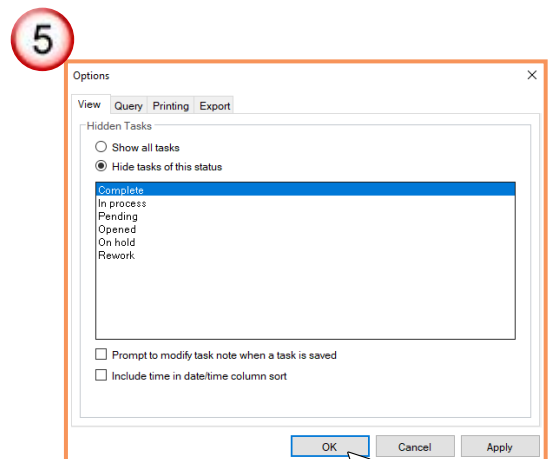 5
Options
View Query Printing Export
Hidden Tasks
Show all tasks
Hide tasks of this status
Complete
In process
Pending
Opened
On hold
Rework
Prompt to modify task note when a task is saved
Include time in date/time column sort
OK Cancel Apply